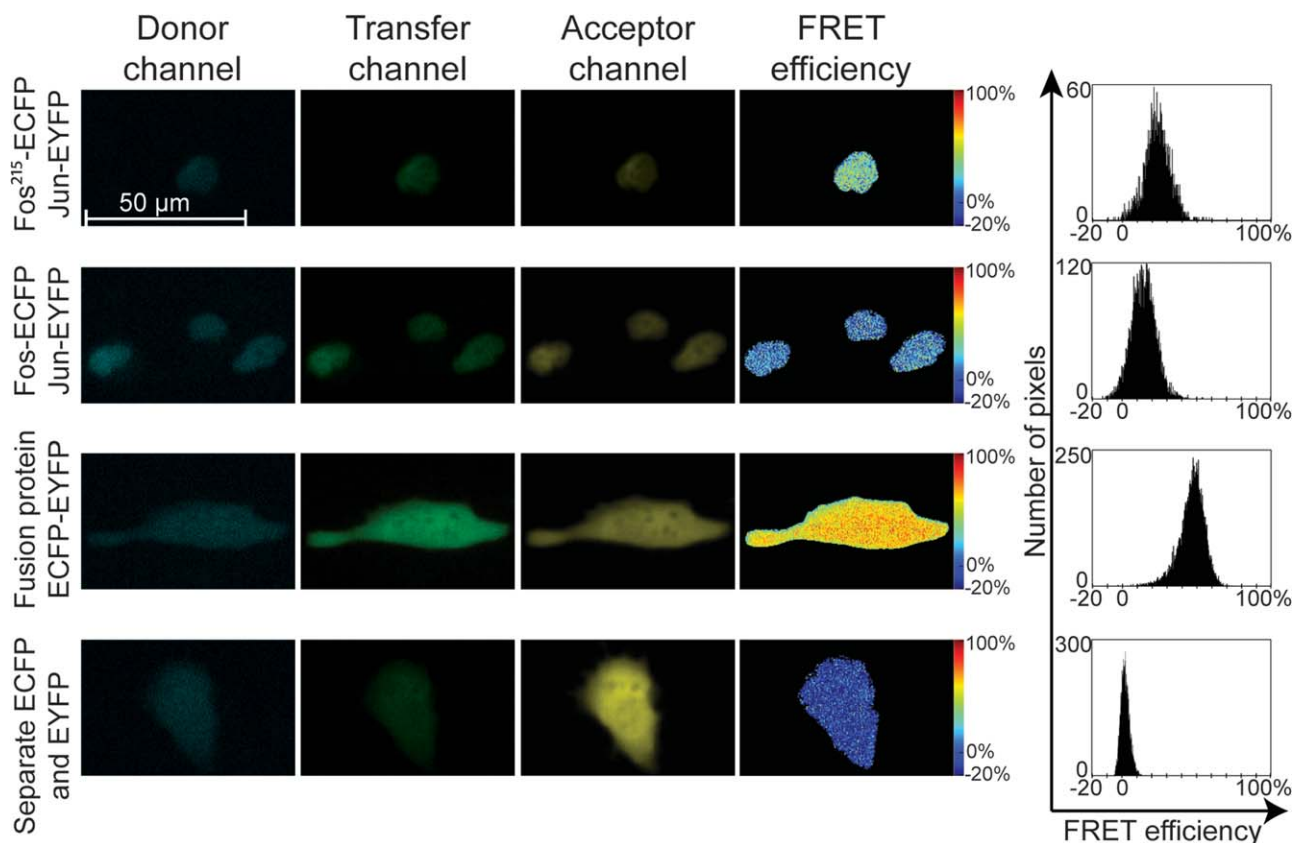 Donor
channel
Transfer
channel
Acceptor
channel
FRET
efficiency
Fos²¹⁵-ECFP
Jun-EYFP
50 µm
100%
0%
-20%
60
0
-20 0 100%
Fos-ECFP
Jun-EYFP
100%
0%
-20%
120
0
-20 0 100%
Fusion protein
ECFP-EYFP
100%
0%
-20%
250
0
-20 0 100%
Separate ECFP
and EYFP
100%
0%
-20%
300
0
-20 0 100%
Number of pixels
FRET efficiency